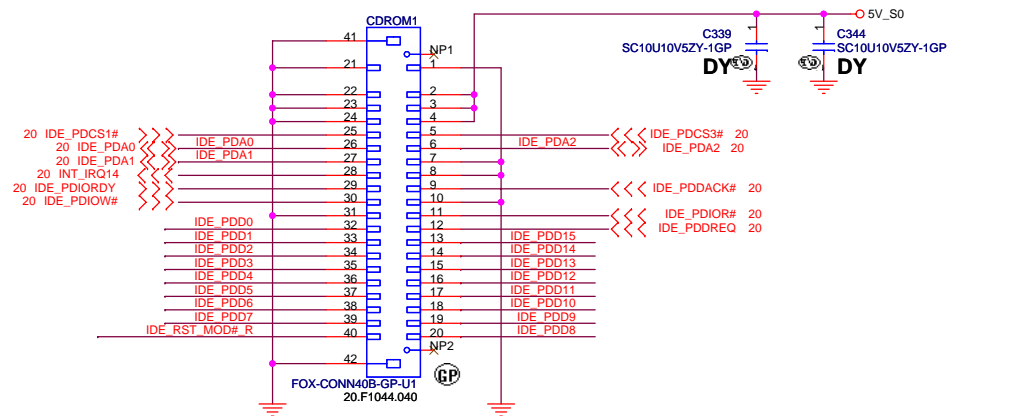 5V_S0
CDROM1
C339
SC10U10V5ZY-1GP
DY
1
C344
SC10U10V5ZY-1GP
DY
1
41
NP1
21
1
22
2
23
3
24
4
20 IDE_PDCS1#
25
5
IDE_PDCS3# 20
20 IDE_PDA0
IDE_PDA0
26
6
IDE_PDA2
IDE_PDA2 20
20 IDE_PDA1
IDE_PDA1
27
7
20 INT_IRQ14
28
8
20 IDE_PDIORDY
29
9
IDE_PDDACK# 20
20 IDE_PDIOW#
30
10
31
11
IDE_PDIOR# 20
IDE_PDD0
32
12
IDE_PDDREQ 20
IDE_PDD1
33
13
IDE_PDD15
IDE_PDD2
34
14
IDE_PDD14
IDE_PDD3
35
15
IDE_PDD13
IDE_PDD4
36
16
IDE_PDD12
IDE_PDD5
37
17
IDE_PDD11
IDE_PDD6
38
18
IDE_PDD10
IDE_PDD7
39
19
IDE_PDD9
IDE_RST_MOD#_R
40
20
IDE_PDD8
NP2
42
GP
FOX-CONN40B-GP-U1
20.F1044.040